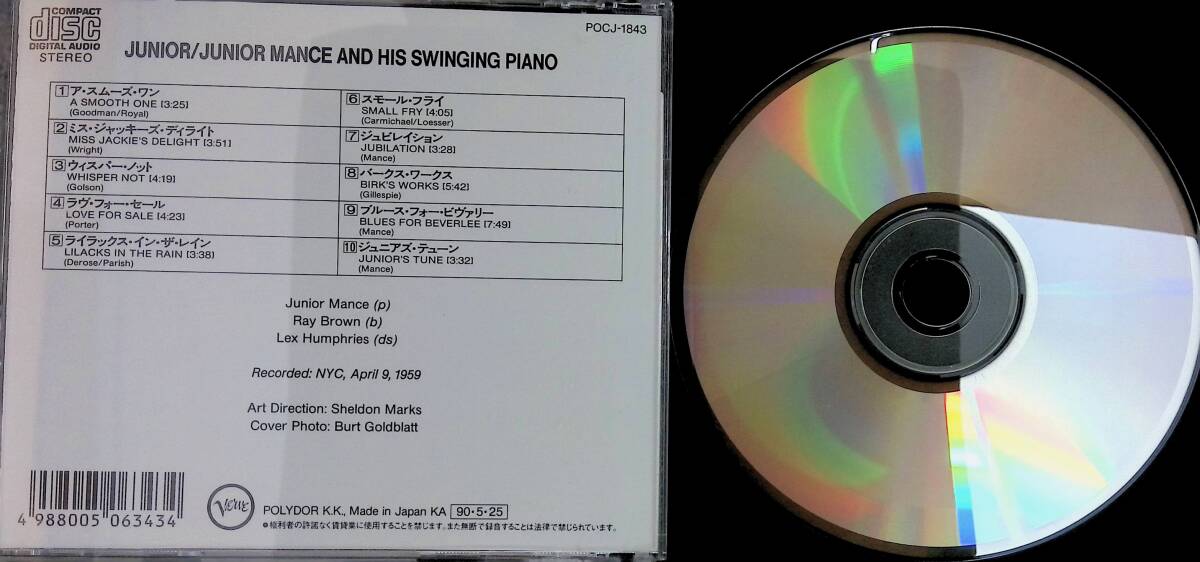 COMPACT
disc
DIGITAL AUDIO
STEREO
POCJ-1843
JUNIOR/JUNIOR MANCE AND HIS SWINGING PIANO
1 ア・スムーズ・ワン
A SMOOTH ONE [3:25]
(Goodman/Royal)
2 ミス・ジャッキーズ・ディライト
MISS JACKIE'S DELIGHT [3:51]
(Wright)
3 ウィスパー・ノット
WHISPER NOT [4:19]
(Golson)
4 ラヴ・フォー・セール
LOVE FOR SALE [4:23]
(Porter)
5 ライラックス・イン・ザ・レイン
LILACKS IN THE RAIN [3:38]
(Derose/Parish)
6 スモール・フライ
SMALL FRY [4:05]
(Carmichael/Loesser)
7 ジュビレイション
JUBILATION [3:28]
(Mance)
8 バークス・ワークス
BIRK'S WORKS [5:42]
(Gillespie)
9 ブルース・フォー・ビヴァリー
BLUES FOR BEVERLEE [7:49]
(Mance)
10 ジュニアズ・テューン
JUNIOR'S TUNE [3:32]
(Mance)
Junior Mance (p)
Ray Brown (b)
Lex Humphries (ds)
Recorded: NYC, April 9, 1959
Art Direction: Sheldon Marks
Cover Photo: Burt Goldblatt
4 988005 063434
Verve
POLYDOR K.K., Made in Japan KA 90・5・25
●権利者の許諾なく賃貸業に使用することを禁じます。また無断で録音することは法律で禁じられています。